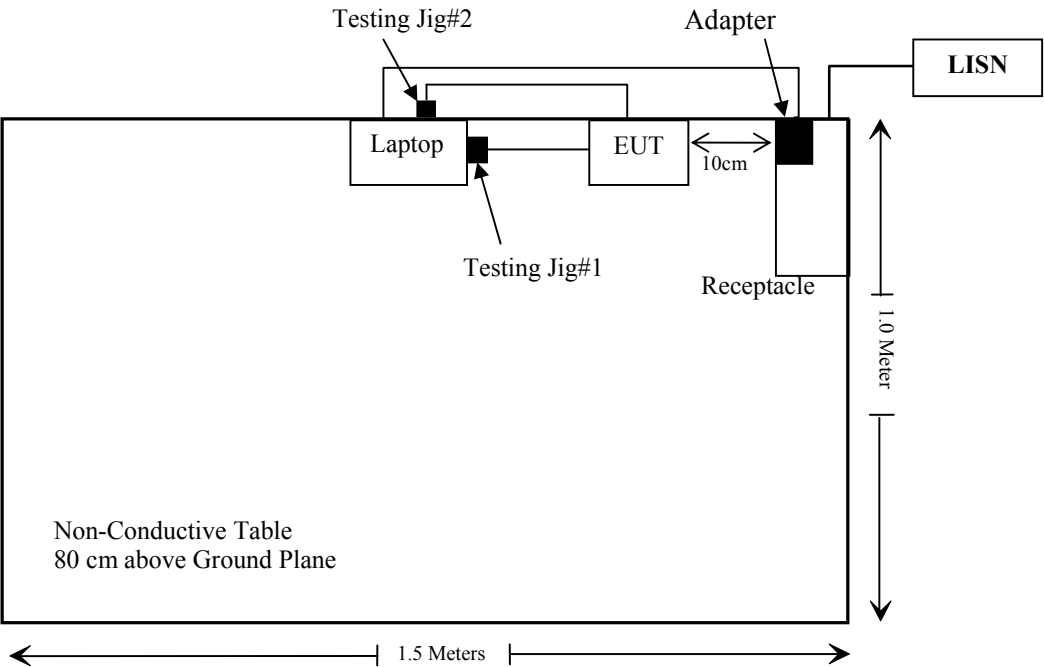 Testing Jig#2
Adapter
LISN
Laptop
EUT
10cm
Testing Jig#1
Receptacle
1.0 Meter
Non-Conductive Table
80 cm above Ground Plane
1.5 Meters